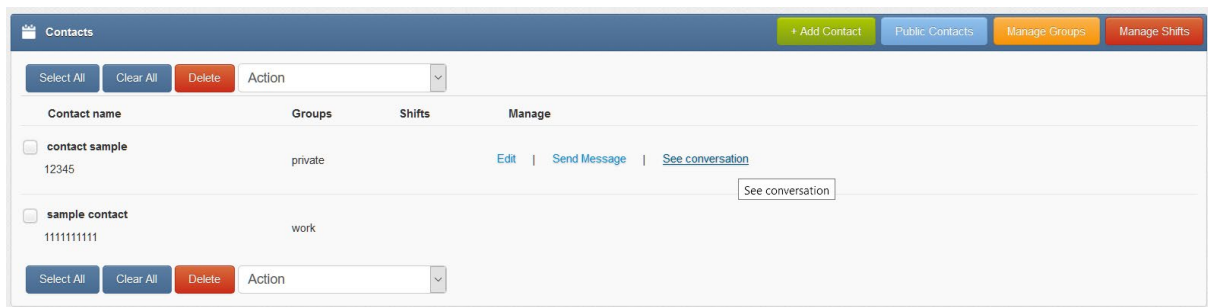 Contacts + Add Contact Public Contacts Manage Groups Manage Shifts
Select All Clear All Delete Action
Contact name Groups Shifts Manage
contact sample
12345 private Edit | Send Message | See conversation
See conversation
sample contact
1111111111 work
Select All Clear All Delete Action